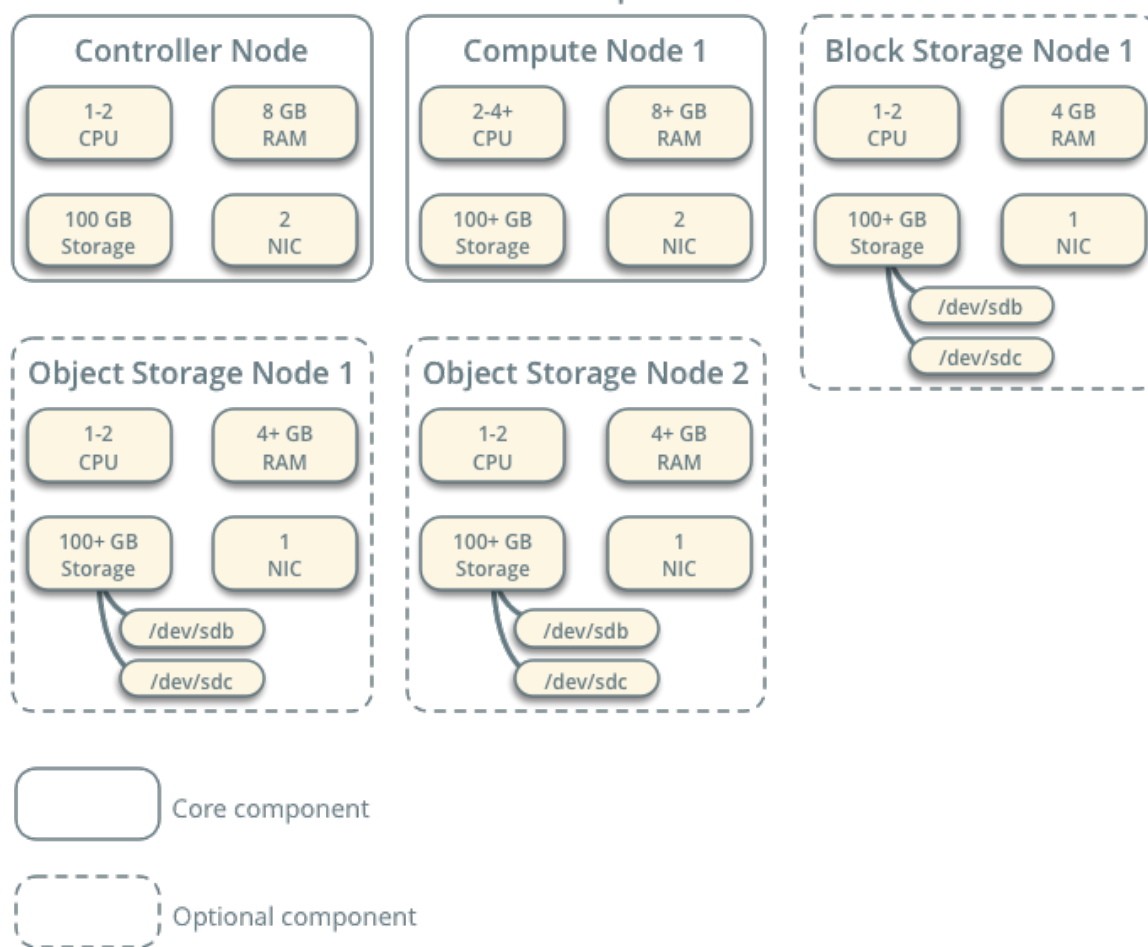 Controller Node
1-2
CPU
8 GB
RAM
100 GB
Storage
2
NIC
Compute Node 1
2-4+
CPU
8+ GB
RAM
100+ GB
Storage
2
NIC
Block Storage Node 1
1-2
CPU
4 GB
RAM
100+ GB
Storage
1
NIC
/dev/sdb
/dev/sdc
Object Storage Node 1
1-2
CPU
4+ GB
RAM
100+ GB
Storage
1
NIC
/dev/sdb
/dev/sdc
Object Storage Node 2
1-2
CPU
4+ GB
RAM
100+ GB
Storage
1
NIC
/dev/sdb
/dev/sdc
Core component
Optional component